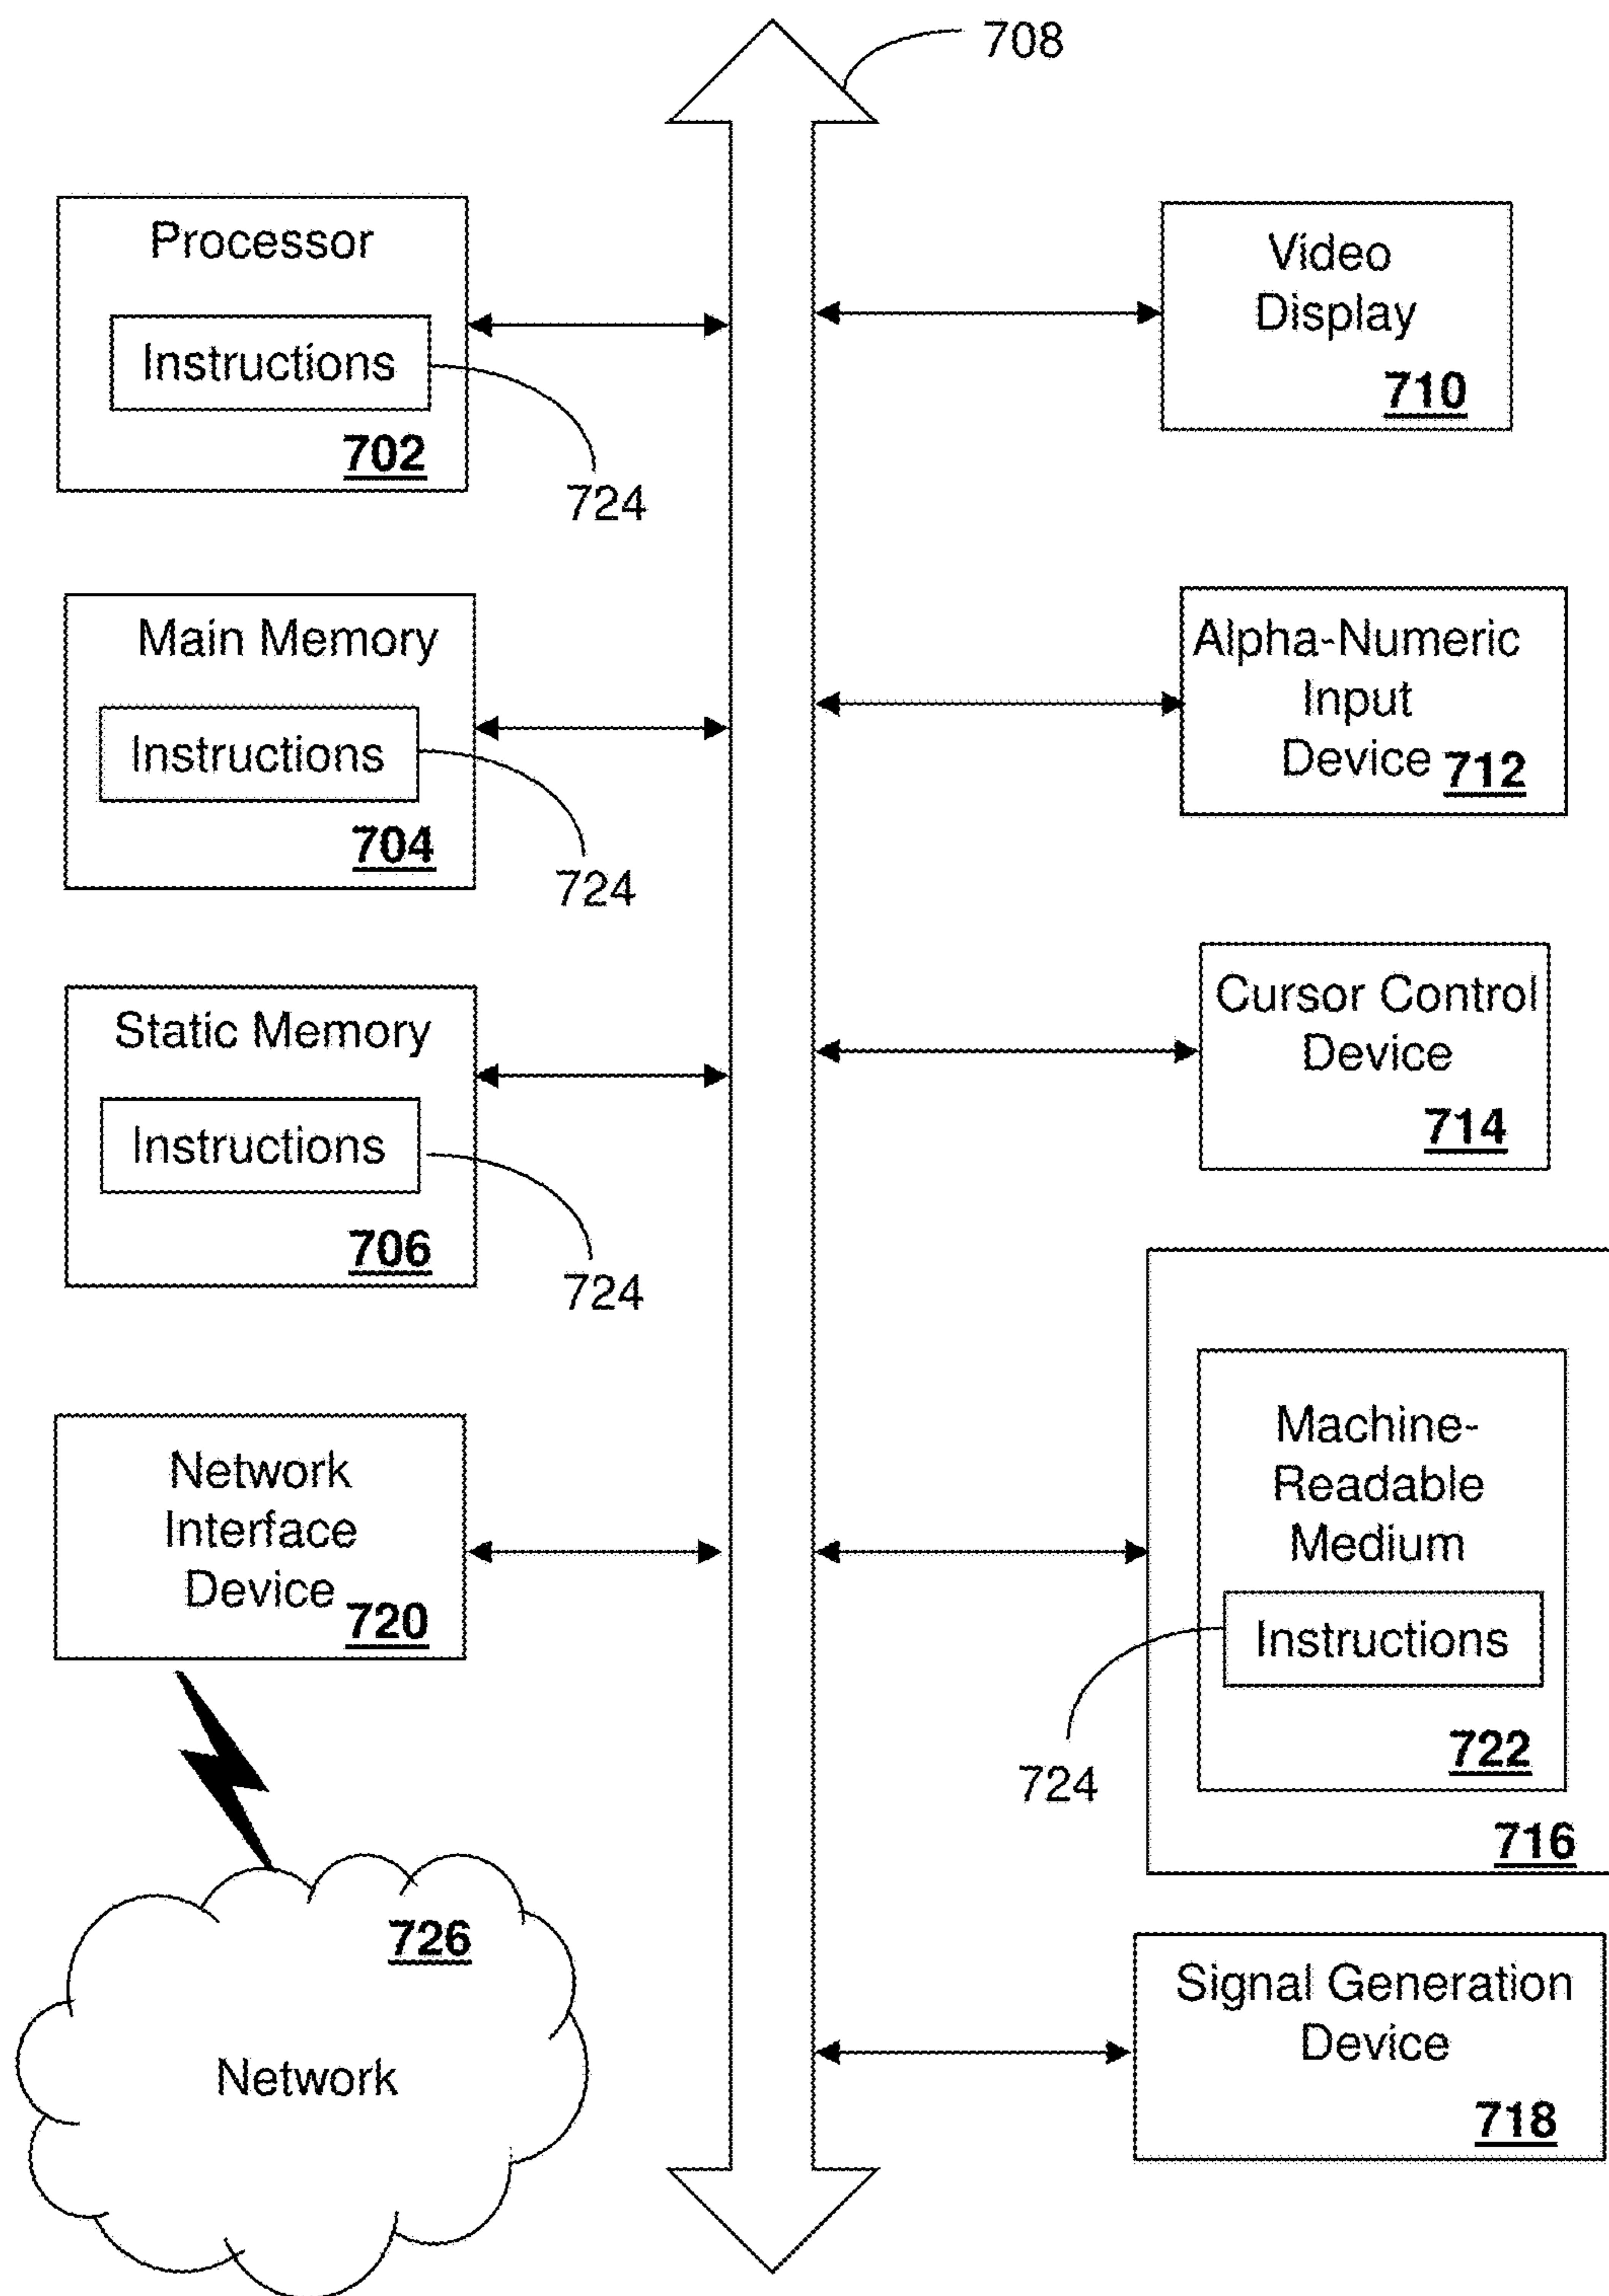 708
Processor
Instructions
702
724
Main Memory
Instructions
704
724
Static Memory
Instructions
706
724
Network
Interface
Device
720
726
Network
Video
Display
710
Alpha-Numeric
Input
Device
712
Cursor Control
Device
714
Machine-
Readable
Medium
Instructions
724
722
716
Signal Generation
Device
718